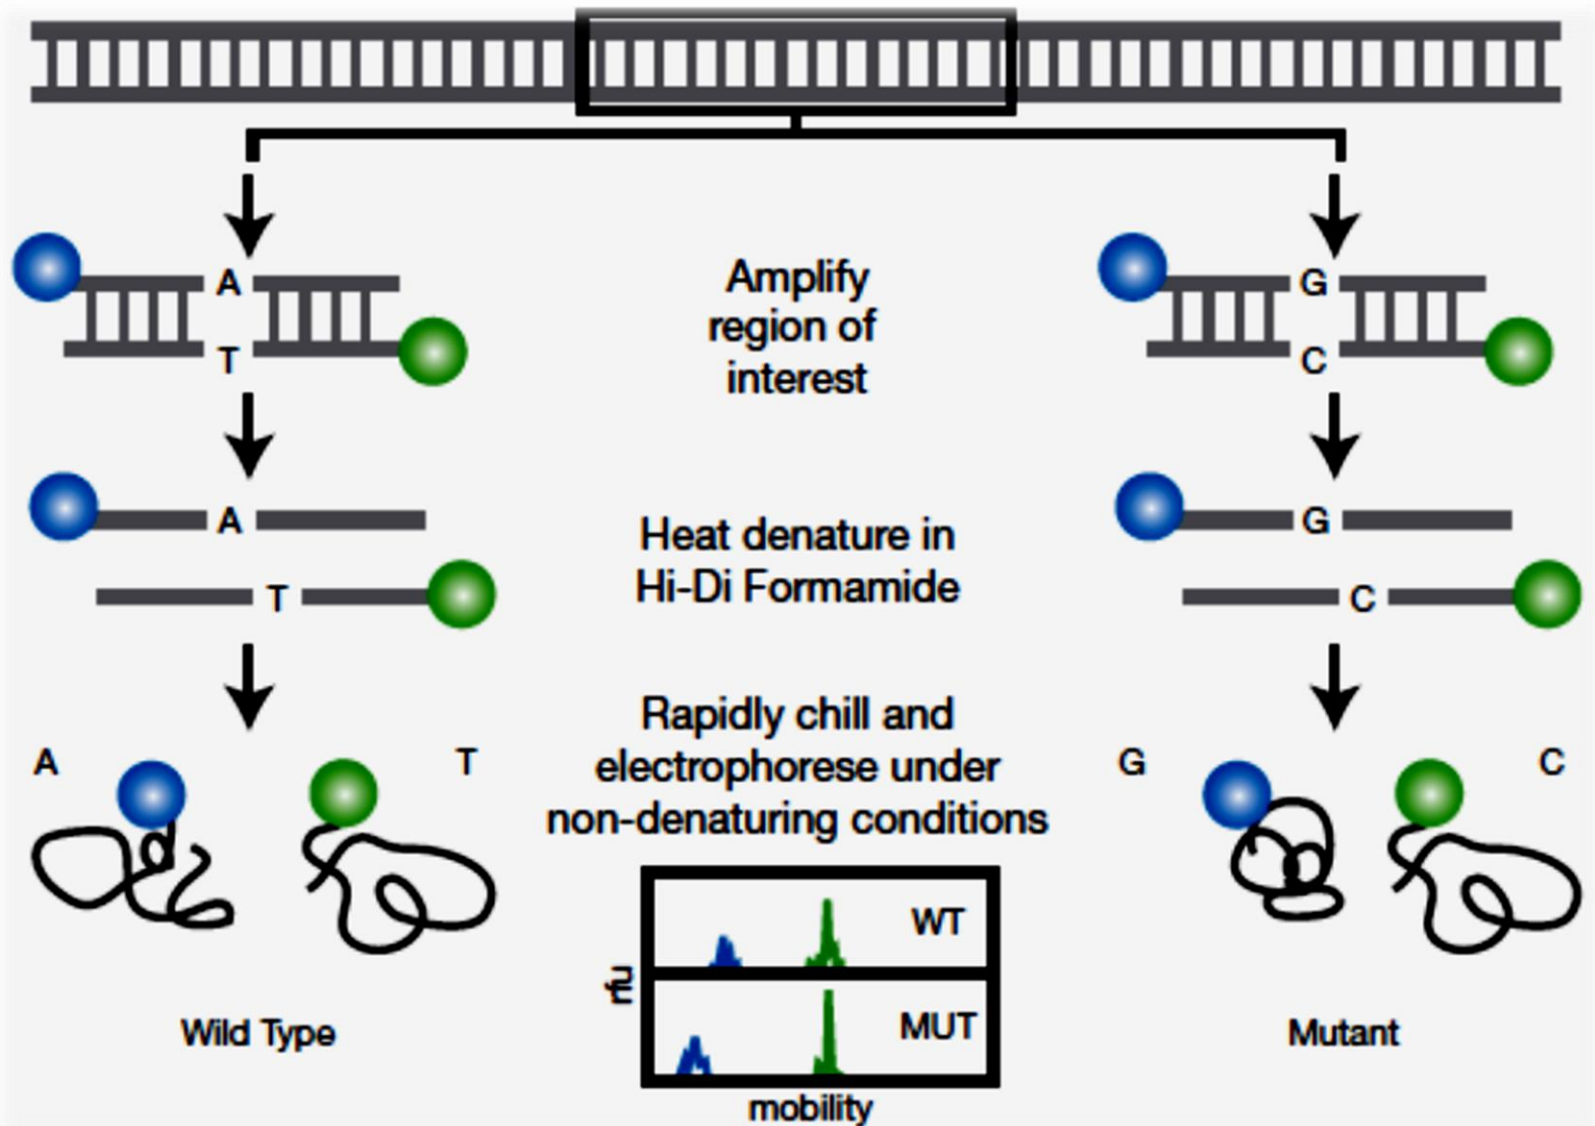 A
T
Amplify
region of
interest
G
C
A
T
Heat denature in
Hi-Di Formamide
G
C
A
T
Rapidly chill and
electrophorese under
non-denaturing conditions
G
C
WT
MUT
rfu
mobility
Wild Type
Mutant